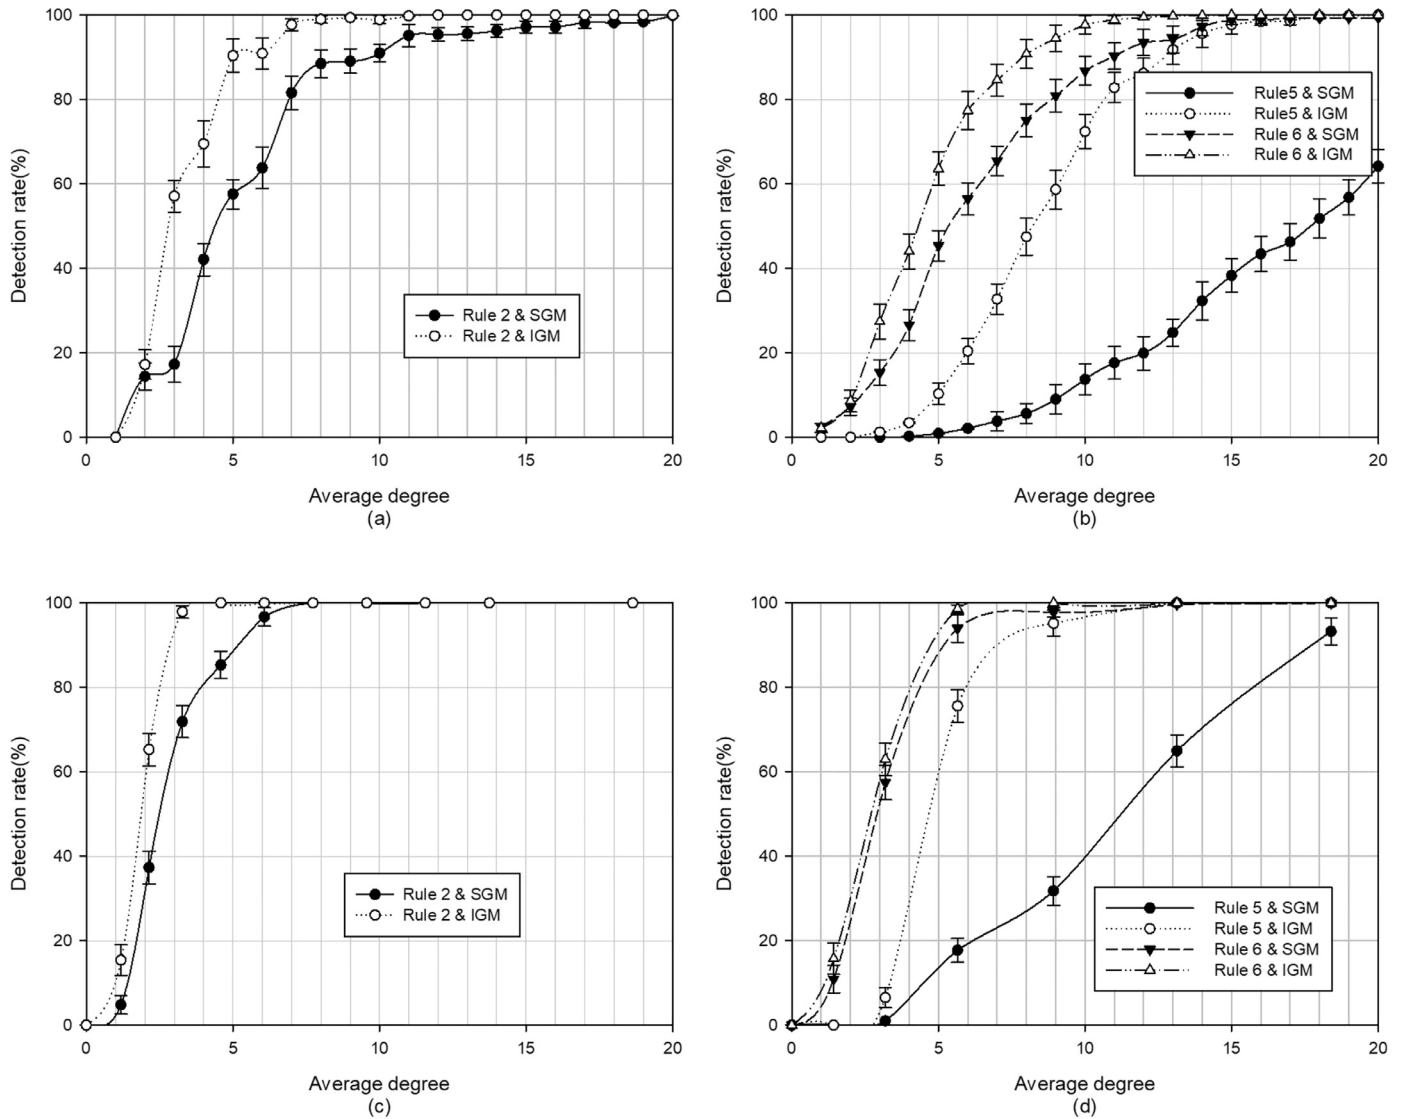 100
80
60
40
20
0
Detection rate(%)
Rule 2 & SGM
Rule 2 & IGM
0 5 10 15 20
Average degree
(a)
100
80
60
40
20
0
Detection rate(%)
Rule5 & SGM
Rule5 & IGM
Rule 6 & SGM
Rule 6 & IGM
0 5 10 15 20
Average degree
(b)
100
80
60
40
20
0
Detection rate(%)
Rule 2 & SGM
Rule 2 & IGM
0 5 10 15 20
Average degree
(c)
100
80
60
40
20
0
Detection rate(%)
Rule 5 & SGM
Rule 5 & IGM
Rule 6 & SGM
Rule 6 & IGM
0 5 10 15 20
Average degree
(d)